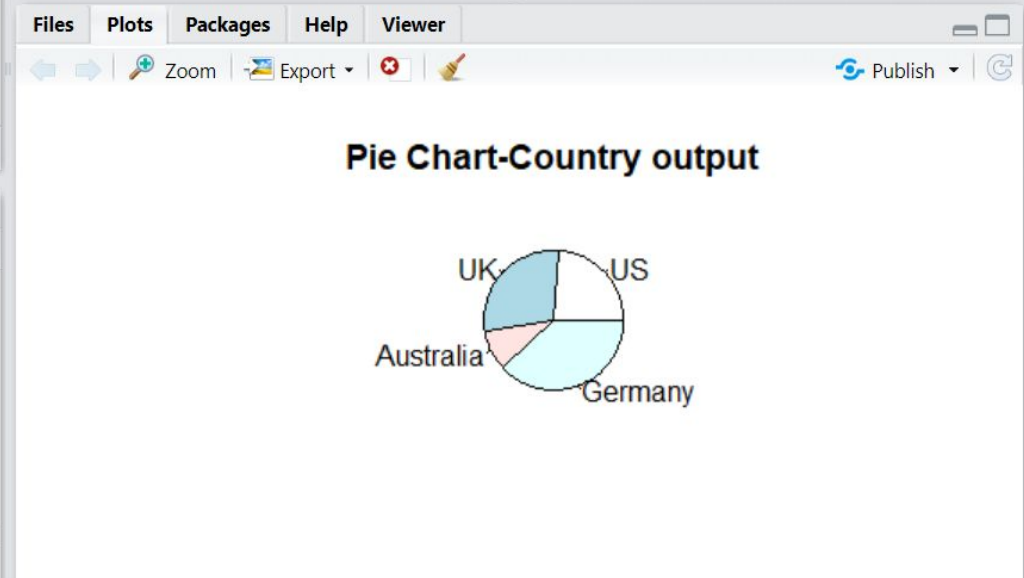 Files Plots Packages Help Viewer
Zoom Export Publish
Pie Chart-Country output
UK US
Australia
Germany